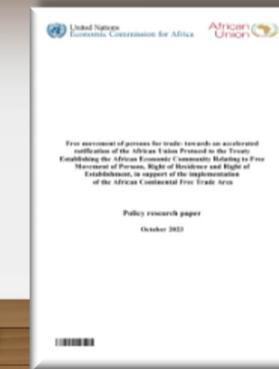 United Nations
Economic Commission for Africa
African
Union
Free movement of persons for trade: towards an accelerated
ratification of the African Union Protocol to the Treaty
Establishing the African Economic Community Relating to Free
Movement of Persons, Right of Residence and Right of
Establishment, in support of the implementation
of the African Continental Free Trade Area
Policy research paper
October 2023